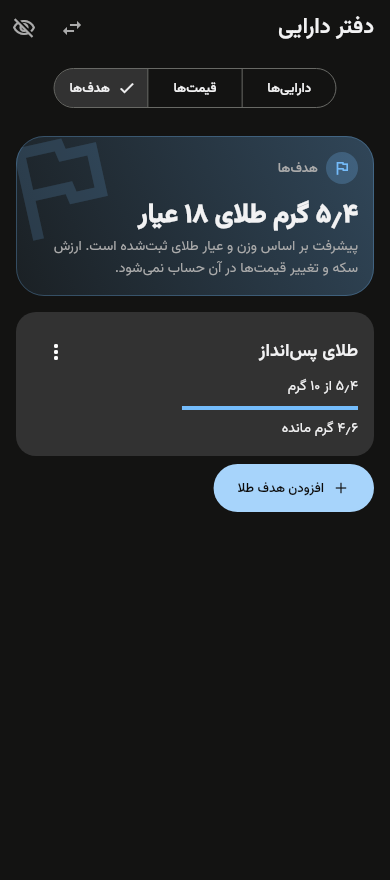 دفتر دارایی
دارایی‌ها
قیمت‌ها
هدف‌ها
هدف‌ها
۵٫۴ گرم طلای ۱۸ عیار
پیشرفت بر اساس وزن و عیار طلای ثبت‌شده است. ارزش
سکه و تغییر قیمت‌ها در آن حساب نمی‌شود.
طلای پس‌انداز
۵٫۴ از ۱۰ گرم
۴٫۶ گرم مانده
افزودن هدف طلا